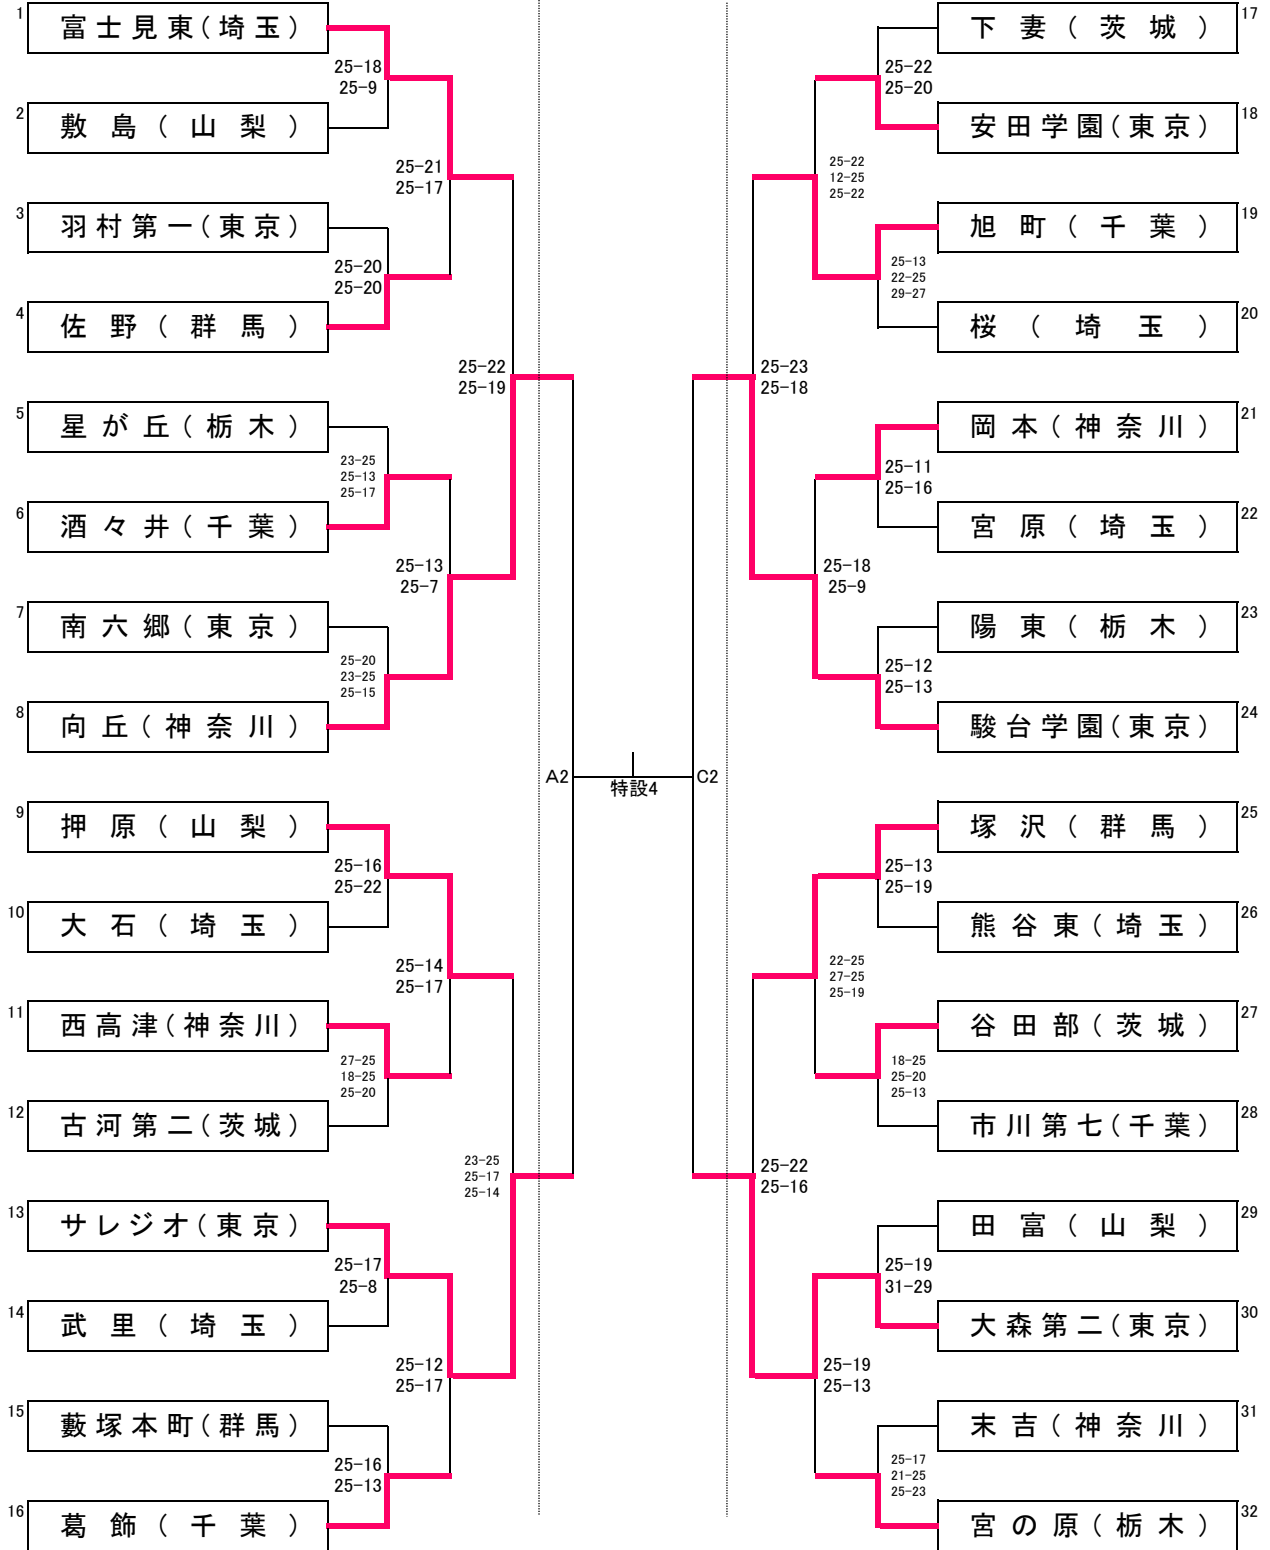 1 富士見東(埼玉)
25-18
25-9
2 敷島(山梨)
25-21
25-17
3 羽村第一(東京)
25-20
25-20
4 佐野(群馬)
25-22
25-19
5 星が丘(栃木)
23-25
25-13
25-17
6 酒々井(千葉)
25-13
25-7
7 南六郷(東京)
25-20
23-25
25-15
8 向丘(神奈川)
A2
特設4
C2
9 押原(山梨)
25-16
25-22
10 大石(埼玉)
25-14
25-17
11 西高津(神奈川)
27-25
18-25
25-20
12 古河第二(茨城)
23-25
25-17
25-14
13 サレジオ(東京)
25-17
25-8
14 武里(埼玉)
25-12
25-17
15 藪塚本町(群馬)
25-16
25-13
16 葛飾(千葉)
下妻(茨城) 17
25-22
25-20
安田学園(東京) 18
25-22
12-25
25-22
旭町(千葉) 19
25-13
22-25
29-27
桜(埼玉) 20
25-23
25-18
岡本(神奈川) 21
25-11
25-16
宮原(埼玉) 22
25-18
25-9
陽東(栃木) 23
25-12
25-13
駿台学園(東京) 24
塚沢(群馬) 25
25-13
25-19
熊谷東(埼玉) 26
22-25
27-25
25-19
谷田部(茨城) 27
18-25
25-20
25-13
市川第七(千葉) 28
25-22
25-16
田富(山梨) 29
25-19
31-29
大森第二(東京) 30
25-19
25-13
末吉(神奈川) 31
25-17
21-25
25-23
宮の原(栃木) 32